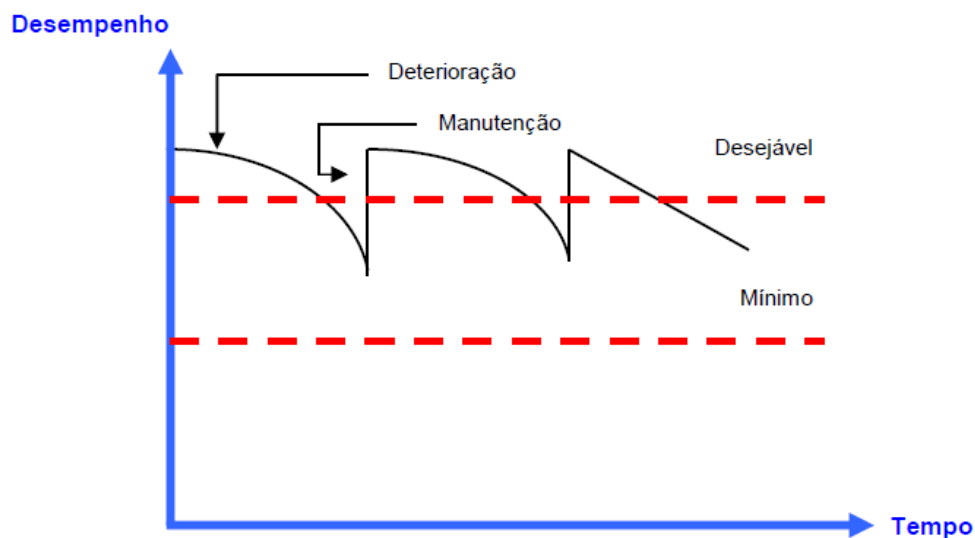 Desempenho
Deterioração
Manutenção
Desejável
Mínimo
Tempo